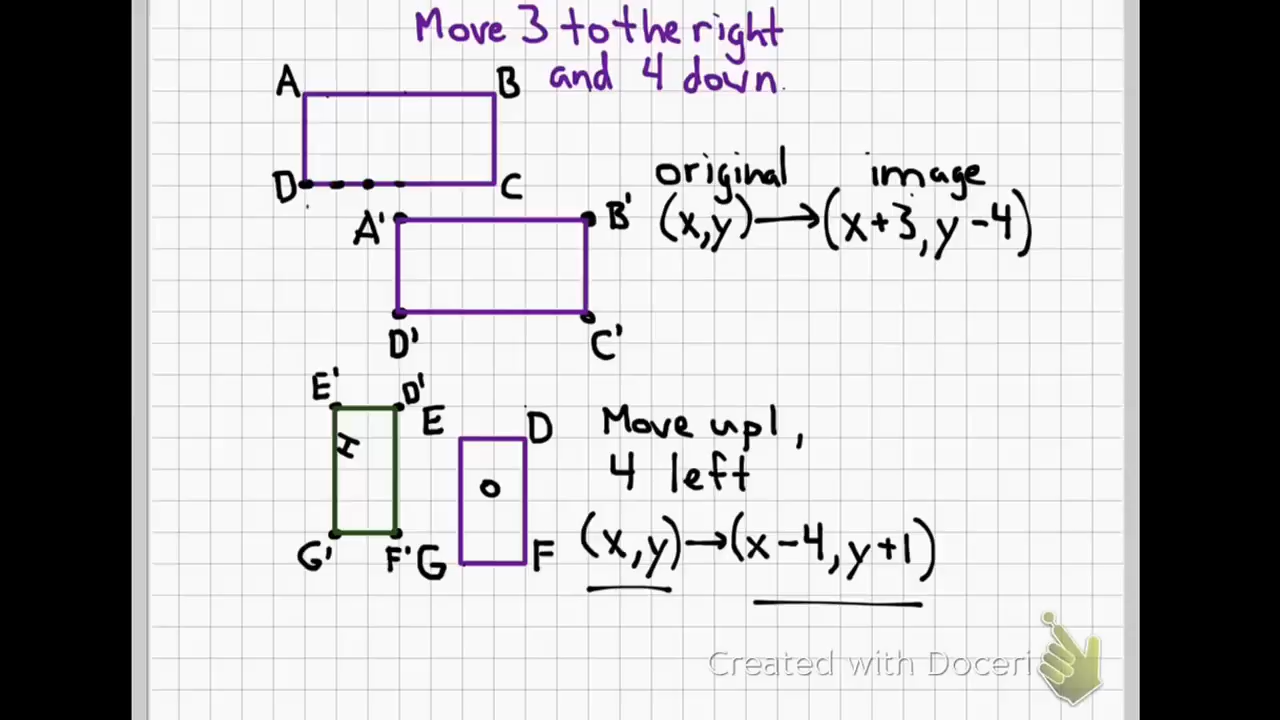 Move 3 to the right
and 4 down.
A
B
D
C
original image
(x,y) → (x+3, y-4)
A'
B'
D'
C'
E'
D'
E
D
I
O
G'
F'
G
F
Move up 1,
4 left
(x,y) → (x-4, y+1)
Created with Doceri